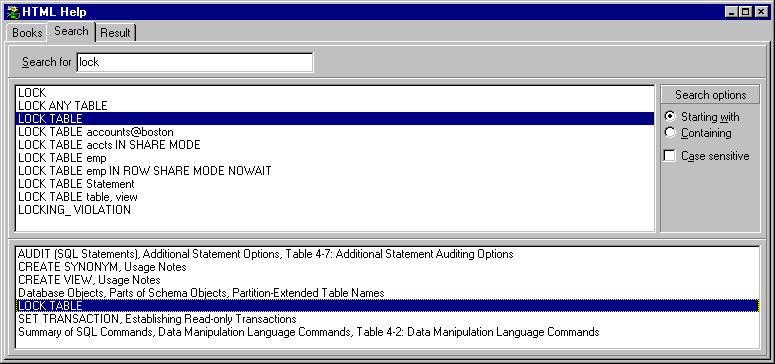 HTML Help
Books Search Result
Search for lock
LOCK
LOCK ANY TABLE
LOCK TABLE
LOCK TABLE accounts@boston
LOCK TABLE accts IN SHARE MODE
LOCK TABLE emp
LOCK TABLE emp IN ROW SHARE MODE NOWAIT
LOCK TABLE Statement
LOCK TABLE table, view
LOCKING_ VIOLATION
Search options
Starting with
Containing
Case sensitive
AUDIT (SQL Statements), Additional Statement Options, Table 4-7: Additional Statement Auditing Options
CREATE SYNONYM, Usage Notes
CREATE VIEW, Usage Notes
Database Objects, Parts of Schema Objects, Partition-Extended Table Names
LOCK TABLE
SET TRANSACTION, Establishing Read-only Transactions
Summary of SQL Commands, Data Manipulation Language Commands, Table 4-2: Data Manipulation Language Commands